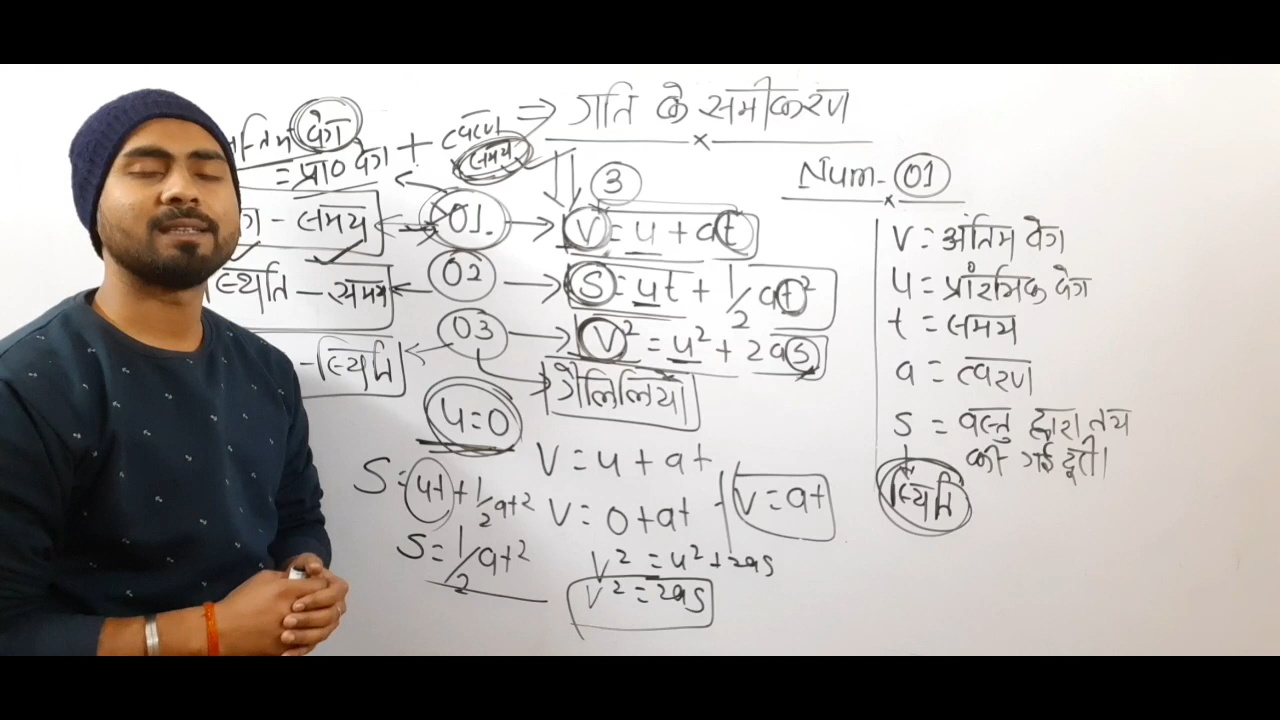 ⇒ गति के समीकरण
वेग
= प्रा० वेग + त्वरण
समय
3
Num- 01
- समय ← 01. → v = u + at
स्थिति - समय ← 02 → s = ut + 1/2 at²
- स्थिति ← 03 → v² = u² + 2as
गैलिलियो
u=0
v = u + at
v = 0 + at
v = at
S = ut + 1/2 at2
S = 1/2 at2
v² = u² + 2as
v² = 2as
v = अंतिम वेग
u = प्रांरभिक वेग
t = समय
a = त्वरण
s = वस्तु द्वारा तय
की गई दूरी।
स्थिति